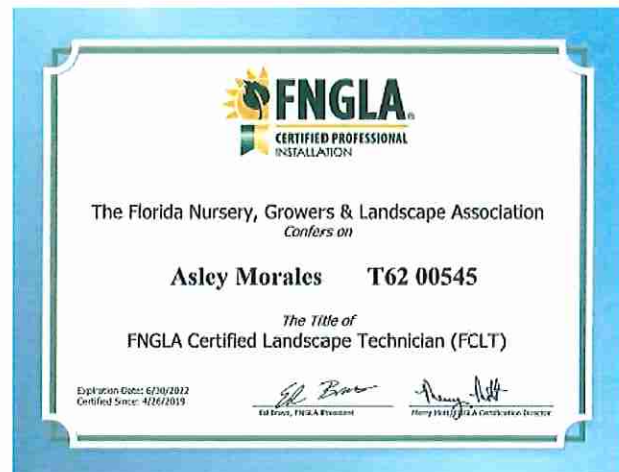 FNGLA®
CERTIFIED PROFESSIONAL
INSTALLATION
The Florida Nursery, Growers & Landscape Association
Confers on
Asley Morales T62 00545
The Title of
FNGLA Certified Landscape Technician (FCLT)
Expiration Date: 6/30/2022
Certified Since: 4/26/2019
Ed Bravo, FNGLA President
Merry Mott, FNGLA Certification Director